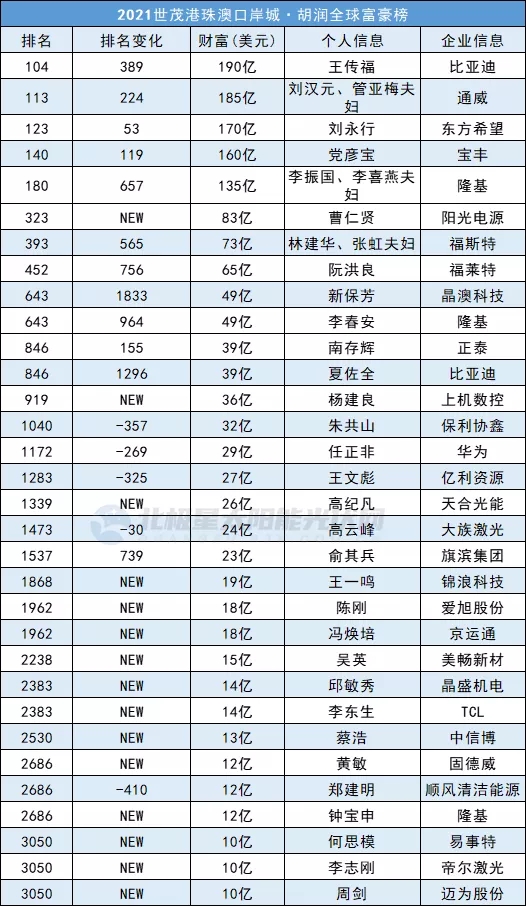 2021世茂港珠澳口岸城·胡润全球富豪榜
排名 排名变化 财富(美元) 个人信息 企业信息
104 389 190亿 王传福 比亚迪
113 224 185亿 刘汉元、管亚梅夫妇 通威
123 53 170亿 刘永行 东方希望
140 119 160亿 党彦宝 宝丰
180 657 135亿 李振国、李喜燕夫妇 隆基
323 NEW 83亿 曹仁贤 阳光电源
393 565 73亿 林建华、张虹夫妇 福斯特
452 756 65亿 阮洪良 福莱特
643 1833 49亿 新保芳 晶澳科技
643 964 49亿 李春安 隆基
846 155 39亿 南存辉 正泰
846 1296 39亿 夏佐全 比亚迪
919 NEW 36亿 杨建良 上机数控
1040 -357 32亿 朱共山 保利协鑫
1172 -269 29亿 任正非 华为
1283 -325 27亿 王文彪 亿利资源
1339 NEW 26亿 高纪凡 天合光能
1473 -30 24亿 高云峰 大族激光
1537 739 23亿 俞其兵 旗滨集团
1868 NEW 19亿 王一鸣 锦浪科技
1962 NEW 18亿 陈刚 爱旭股份
1962 NEW 18亿 冯焕培 京运通
2238 NEW 15亿 吴英 美畅新材
2383 NEW 14亿 邱敏秀 晶盛机电
2383 NEW 14亿 李东生 TCL
2530 NEW 13亿 蔡浩 中信博
2686 NEW 12亿 黄敏 固德威
2686 -410 12亿 郑建明 顺风清洁能源
2686 NEW 12亿 钟宝申 隆基
3050 NEW 10亿 何思模 易事特
3050 NEW 10亿 李志刚 帝尔激光
3050 NEW 10亿 周剑 迈为股份
北极星太阳能光伏网